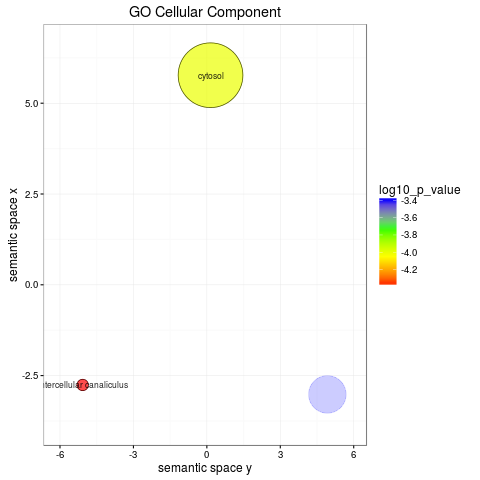 GO Cellular Component
cytosol
tercellular canaliculus
5.0
2.5
0.0
-2.5
semantic space x
-6
-3
0
3
6
semantic space y
log10_p_value
-3.4
-3.6
-3.8
-4.0
-4.2